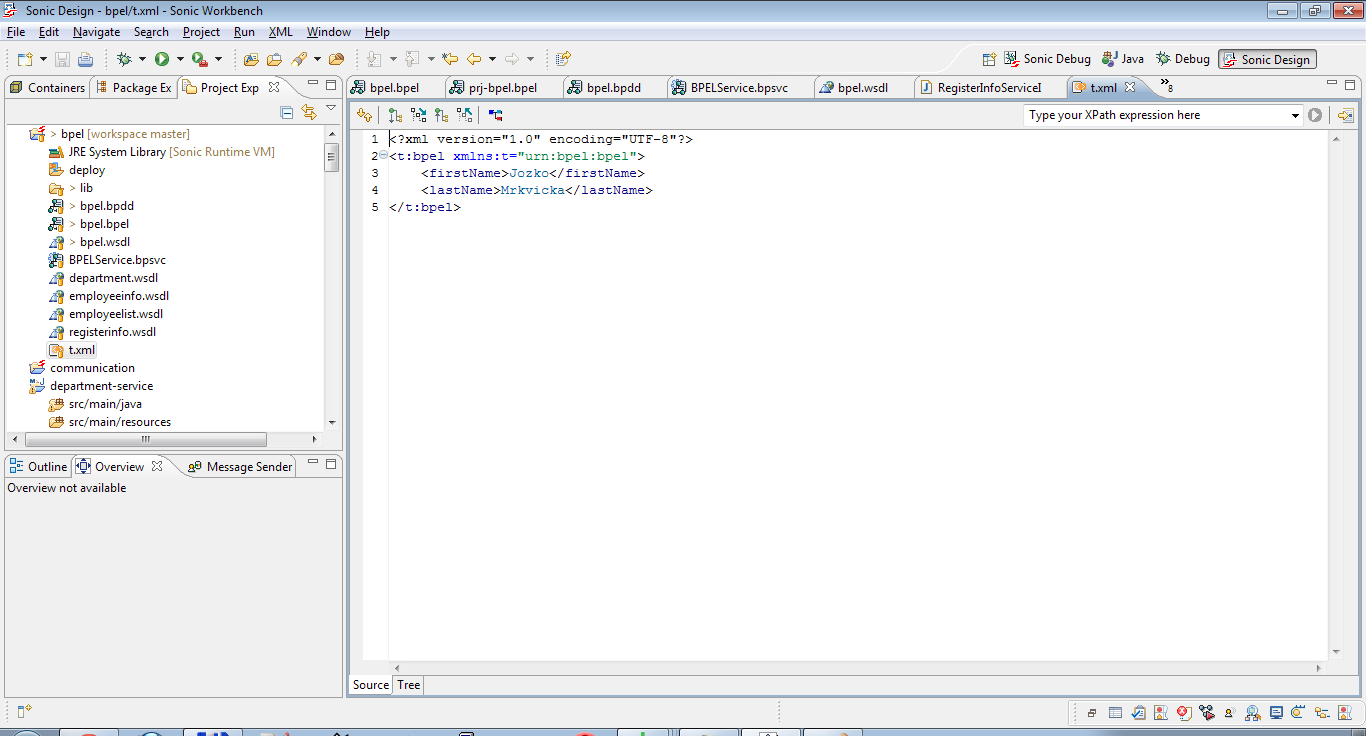 Sonic Design - bpel/t.xml - Sonic Workbench
File Edit Navigate Search Project Run XML Window Help
Sonic Debug Java Debug Sonic Design
Containers Package Ex Project Exp
bpel.bpel prj-bpel.bpel bpel.bpdd BPELService.bpsvc bpel.wsdl RegisterInfoServiceI t.xml »8
Type your XPath expression here
> bpel [workspace master]
JRE System Library [Sonic Runtime VM]
deploy
> lib
> bpel.bpdd
> bpel.bpel
> bpel.wsdl
BPELService.bpsvc
department.wsdl
employeeinfo.wsdl
employeelist.wsdl
registerinfo.wsdl
t.xml
communication
department-service
src/main/java
src/main/resources
1 <?xml version="1.0" encoding="UTF-8"?>
2 <t:bpel xmlns:t="urn:bpel:bpel">
3 <firstName>Jozko</firstName>
4 <lastName>Mrkvicka</lastName>
5 </t:bpel>
Outline Overview Message Sender
Overview not available
Source Tree